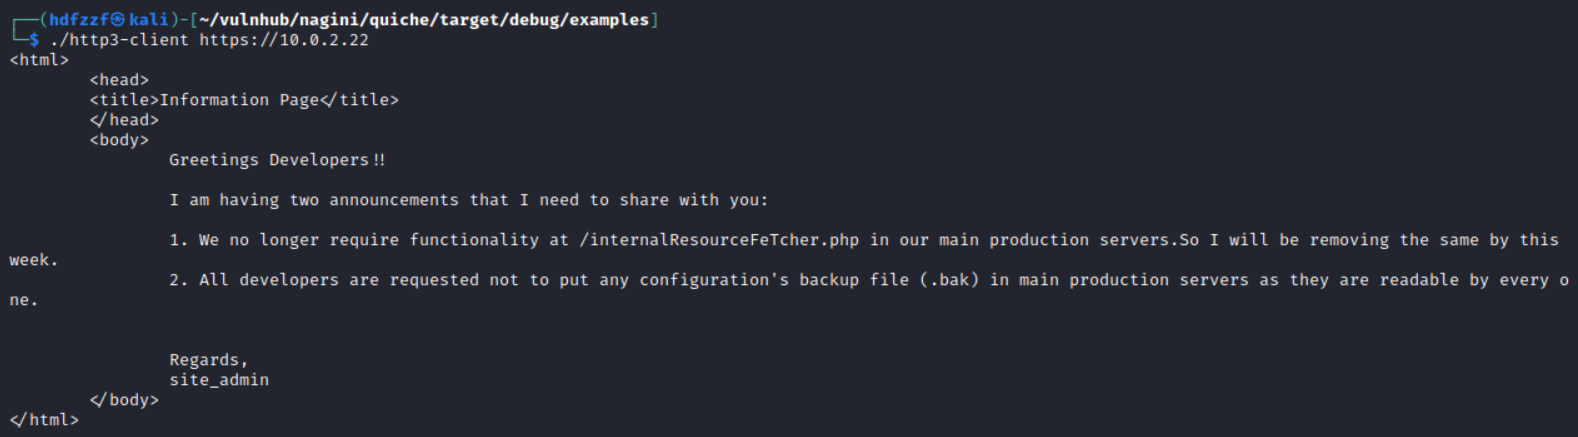 ┌──(hdfzzf㉿kali)-[~/vulnhub/nagini/quiche/target/debug/examples]
└─$ ./http3-client https://10.0.2.22
<html>
        <head>
        <title>Information Page</title>
        </head>
        <body>
                Greetings Developers!!

                I am having two announcements that I need to share with you:

                1. We no longer require functionality at /internalResourceFeTcher.php in our main production servers.So I will be removing the same by this
week.
                2. All developers are requested not to put any configuration's backup file (.bak) in main production servers as they are readable by every o
ne.


                Regards,
                site_admin
        </body>
</html>